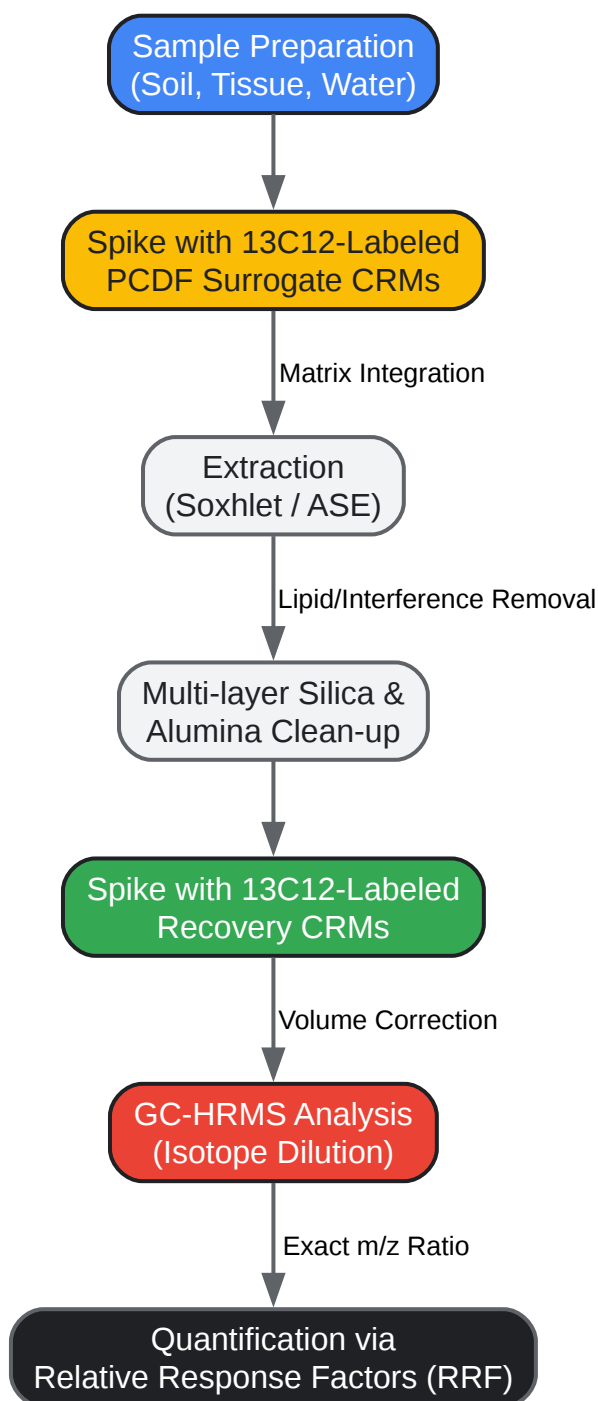 Sample Preparation
(Soil, Tissue, Water)
Spike with 13C12-Labeled
PCDF Surrogate CRMs
Matrix Integration
Extraction
(Soxhlet / ASE)
Lipid/Interference Removal
Multi-layer Silica &
Alumina Clean-up
Spike with 13C12-Labeled
Recovery CRMs
Volume Correction
GC-HRMS Analysis
(Isotope Dilution)
Exact m/z Ratio
Quantification via
Relative Response Factors (RRF)